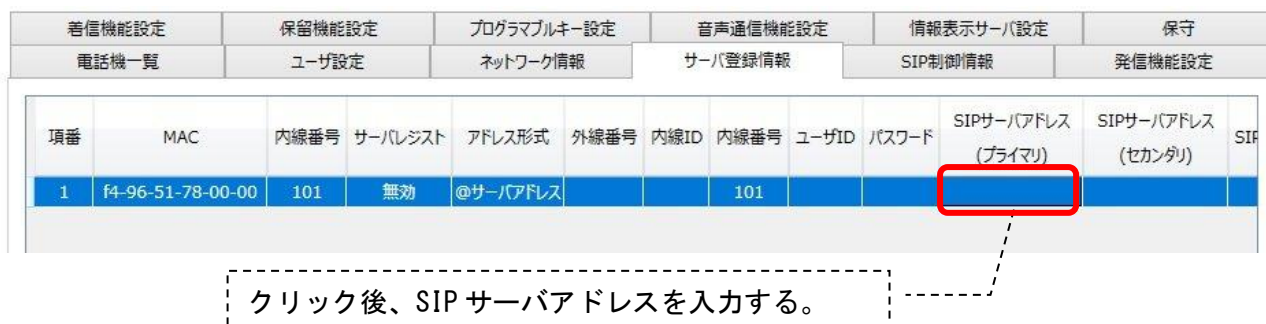 着信機能設定 保留機能設定 プログラマブルキー設定 音声通信機能設定 情報表示サーバ設定 保守
電話機一覧 ユーザ設定 ネットワーク情報 サーバ登録情報 SIP制御情報 発信機能設定
項番 MAC 内線番号 サーバレジスト アドレス形式 外線番号 内線ID 内線番号 ユーザID パスワード SIPサーバアドレス (プライマリ) SIPサーバアドレス (セカンダリ) SIP
1 f4-96-51-78-00-00 101 無効 @サーバアドレス 101
クリック後、SIP サーバアドレスを入力する。